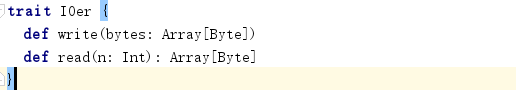 trait IOer {
  def write(bytes: Array[Byte])
  def read(n: Int): Array[Byte]
}